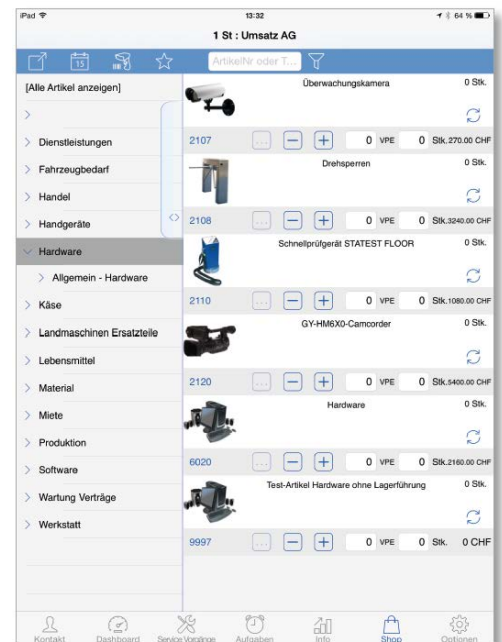 iPad 13:32 64 %
1 St : Umsatz AG
15 ArtikelNr oder T...
[Alle Artikel anzeigen]
Dienstleistungen
Fahrzeugbedarf
Handel
Handgeräte
Hardware
Allgemein - Hardware
Käse
Landmaschinen Ersatzteile
Lebensmittel
Material
Miete
Produktion
Software
Wartung Verträge
Werkstatt
Überwachungskamera 0 Stk.
2107 ... 0 VPE 0 Stk.270.00 CHF
Drehsperren 0 Stk.
2108 ... 0 VPE 0 Stk.3240.00 CHF
Schnellprüfgerät STATEST FLOOR 0 Stk.
2110 ... 0 VPE 0 Stk.1080.00 CHF
GY-HM6X0-Camcorder 0 Stk.
2120 ... 0 VPE 0 Stk.5400.00 CHF
Hardware 0 Stk.
6020 ... 0 VPE 0 Stk.2160.00 CHF
Test-Artikel Hardware ohne Lagerführung 0 Stk.
9997 ... 0 VPE 0 Stk. 0 CHF
Kontakt Dashboard Service Vorgänge Aufgaben Info Shop Optionen